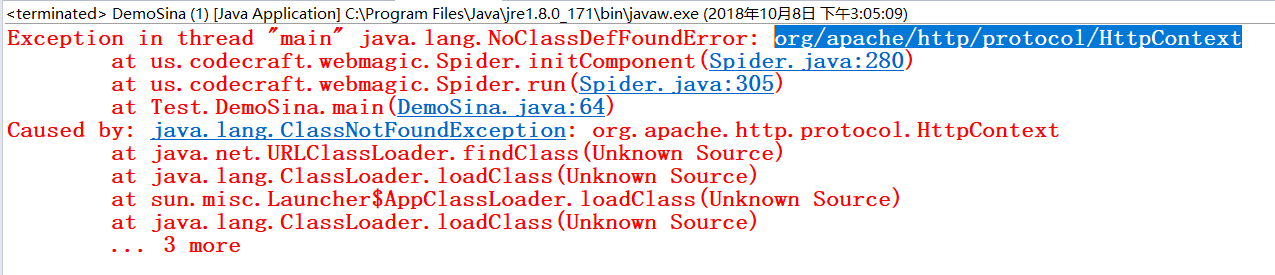 <terminated> DemoSina (1) [Java Application] C:\Program Files\Java\jre1.8.0_171\bin\javaw.exe (2018年10月8日 下午3:05:09)
Exception in thread "main" java.lang.NoClassDefFoundError: org/apache/http/protocol/HttpContext
at us.codecraft.webmagic.Spider.initComponent(Spider.java:280)
at us.codecraft.webmagic.Spider.run(Spider.java:305)
at Test.DemoSina.main(DemoSina.java:64)
Caused by: java.lang.ClassNotFoundException: org.apache.http.protocol.HttpContext
at java.net.URLClassLoader.findClass(Unknown Source)
at java.lang.ClassLoader.loadClass(Unknown Source)
at sun.misc.Launcher$AppClassLoader.loadClass(Unknown Source)
at java.lang.ClassLoader.loadClass(Unknown Source)
... 3 more